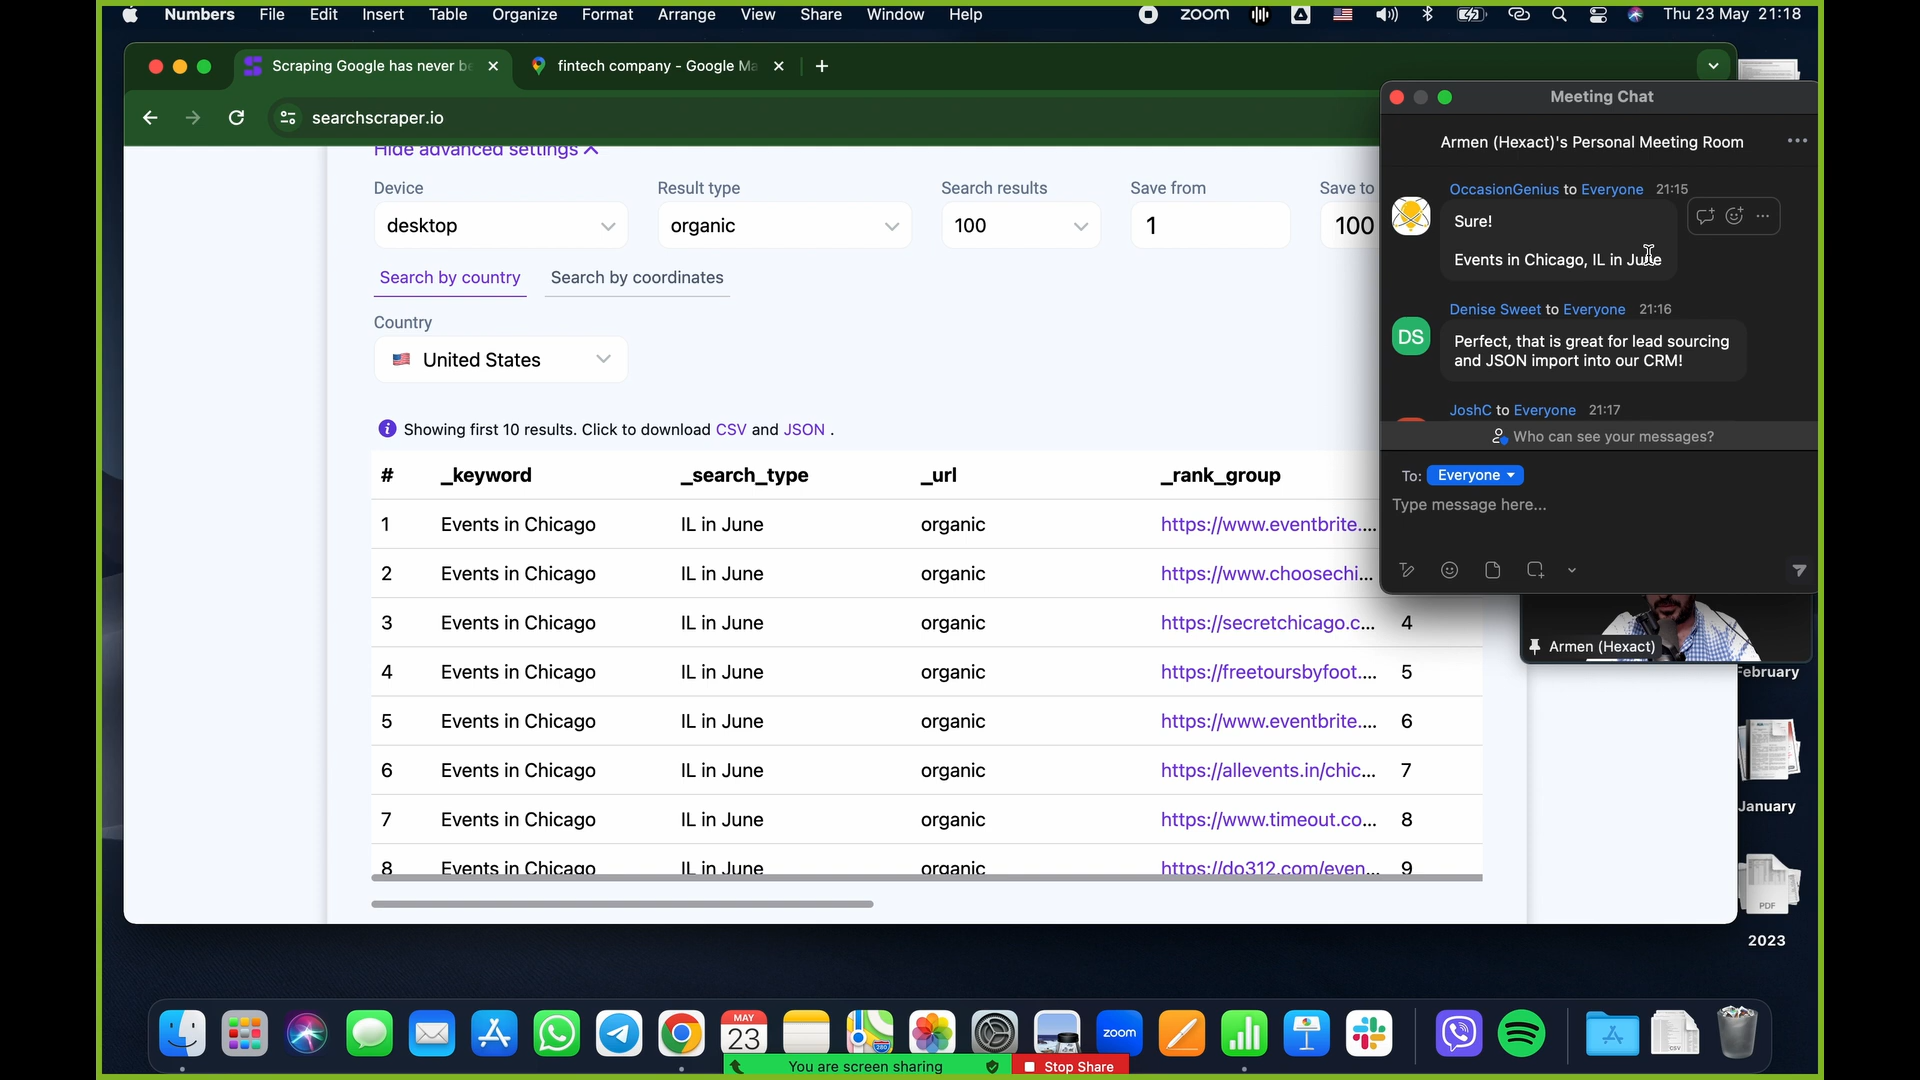 Numbers File Edit Insert Table Organize Format Arrange View Share Window Help zoom Thu 23 May 21:18
Scraping Google has never be
fintech company - Google Ma
searchscraper.io
Hide advanced settings
Device Result type Search results Save from Save to
desktop organic 100 1 100
Search by country Search by coordinates
Country
United States
Showing first 10 results. Click to download CSV and JSON .
# _keyword _search_type _url _rank_group
1 Events in Chicago IL in June organic https://www.eventbrite....
2 Events in Chicago IL in June organic https://www.choosechi...
3 Events in Chicago IL in June organic https://secretchicago.c... 4
4 Events in Chicago IL in June organic https://freetoursbyfoot.... 5
5 Events in Chicago IL in June organic https://www.eventbrite.... 6
6 Events in Chicago IL in June organic https://allevents.in/chic... 7
7 Events in Chicago IL in June organic https://www.timeout.co... 8
8 Events in Chicago IL in June organic https://do312.com/even... 9
Meeting Chat
Armen (Hexact)'s Personal Meeting Room
OccasionGenius to Everyone 21:15
Sure!
Events in Chicago, IL in June
Denise Sweet to Everyone 21:16
DS
Perfect, that is great for lead sourcing
and JSON import into our CRM!
JoshC to Everyone 21:17
Who can see your messages?
To: Everyone
Type message here...
Armen (Hexact)
February
January
PDF
2023
MAY
23
zoom
CSV
You are screen sharing
Stop Share